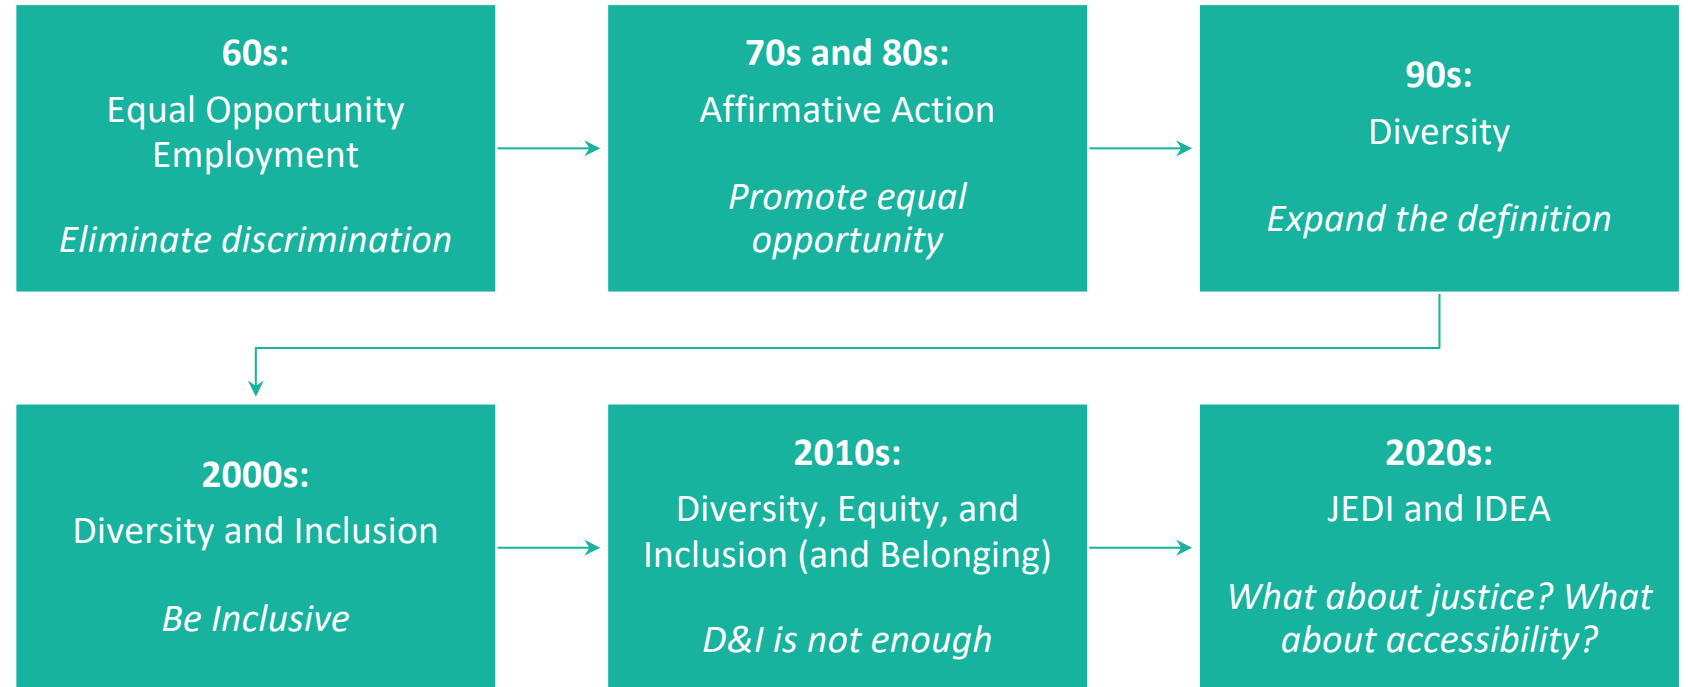 60s:
Equal Opportunity
Employment
Eliminate discrimination
70s and 80s:
Affirmative Action
Promote equal
opportunity
90s:
Diversity
Expand the definition
2000s:
Diversity and Inclusion
Be Inclusive
2010s:
Diversity, Equity, and
Inclusion (and Belonging)
D&I is not enough
2020s:
JEDI and IDEA
What about justice? What
about accessibility?